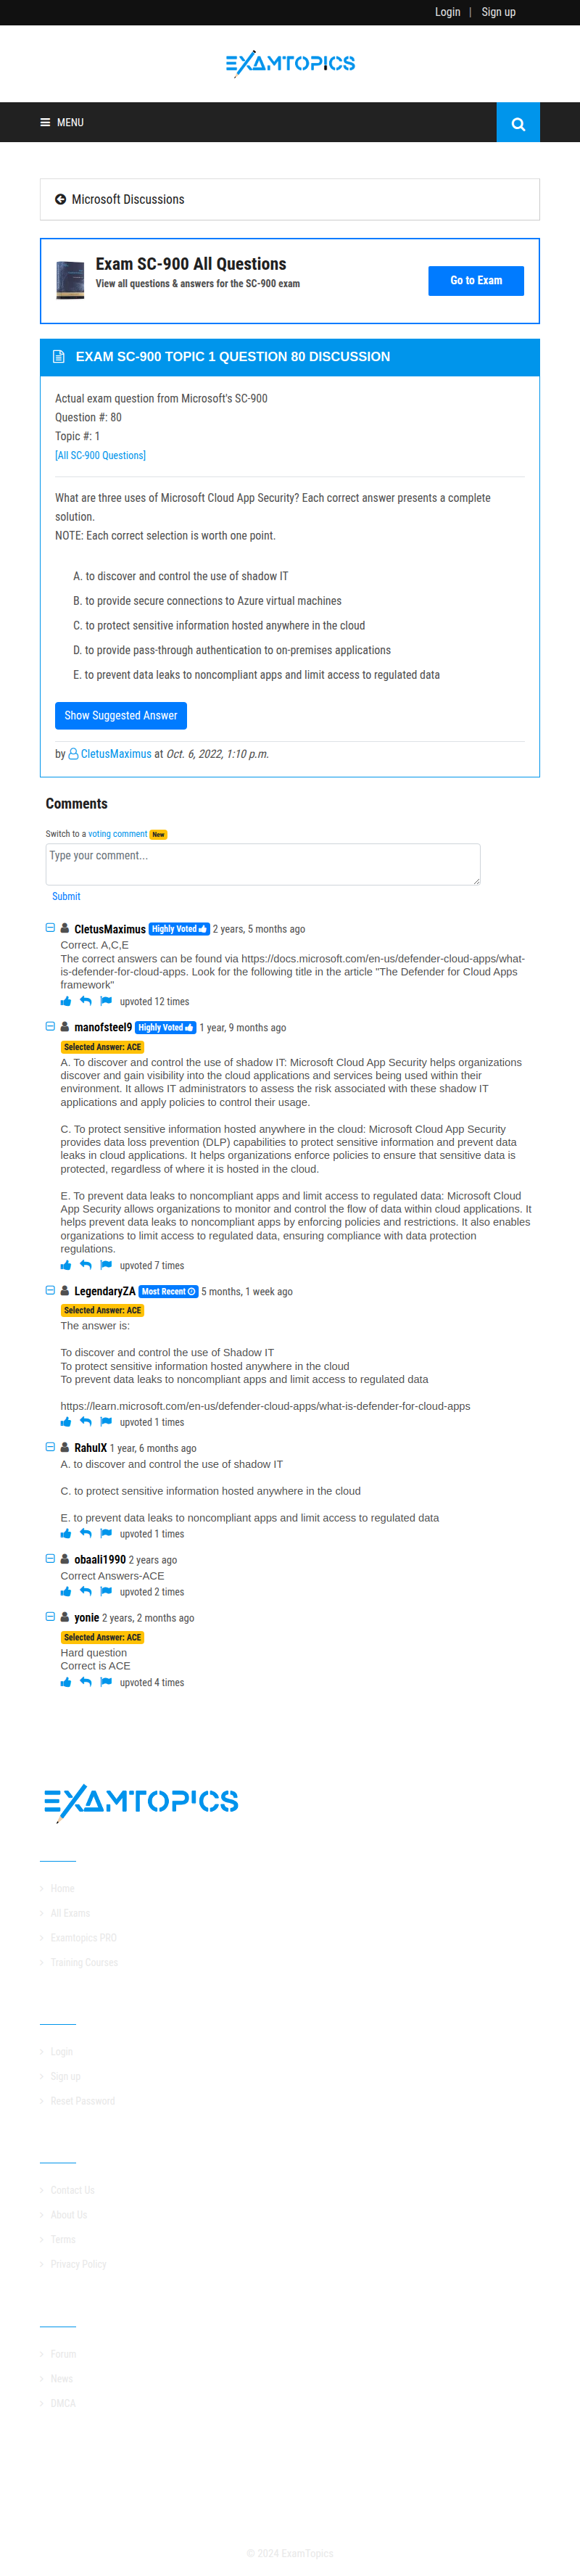 Login | Sign up
EXAMTOPICS
MENU
Microsoft Discussions
Exam SC-900 All Questions
View all questions & answers for the SC-900 exam
Go to Exam
EXAM SC-900 TOPIC 1 QUESTION 80 DISCUSSION
Actual exam question from Microsoft's SC-900
Question #: 80
Topic #: 1
[All SC-900 Questions]
What are three uses of Microsoft Cloud App Security? Each correct answer presents a complete
solution.
NOTE: Each correct selection is worth one point.
A. to discover and control the use of shadow IT
B. to provide secure connections to Azure virtual machines
C. to protect sensitive information hosted anywhere in the cloud
D. to provide pass-through authentication to on-premises applications
E. to prevent data leaks to noncompliant apps and limit access to regulated data
Show Suggested Answer
by CletusMaximus at Oct. 6, 2022, 1:10 p.m.
Comments
Switch to a voting comment New
Type your comment...
Submit
CletusMaximus Highly Voted 2 years, 5 months ago
Correct. A,C,E
The correct answers can be found via https://docs.microsoft.com/en-us/defender-cloud-apps/what-
is-defender-for-cloud-apps. Look for the following title in the article "The Defender for Cloud Apps
framework"
upvoted 12 times
manofsteel9 Highly Voted 1 year, 9 months ago
Selected Answer: ACE
A. To discover and control the use of shadow IT: Microsoft Cloud App Security helps organizations
discover and gain visibility into the cloud applications and services being used within their
environment. It allows IT administrators to assess the risk associated with these shadow IT
applications and apply policies to control their usage.
C. To protect sensitive information hosted anywhere in the cloud: Microsoft Cloud App Security
provides data loss prevention (DLP) capabilities to protect sensitive information and prevent data
leaks in cloud applications. It helps organizations enforce policies to ensure that sensitive data is
protected, regardless of where it is hosted in the cloud.
E. To prevent data leaks to noncompliant apps and limit access to regulated data: Microsoft Cloud
App Security allows organizations to monitor and control the flow of data within cloud applications. It
helps prevent data leaks to noncompliant apps by enforcing policies and restrictions. It also enables
organizations to limit access to regulated data, ensuring compliance with data protection
regulations.
upvoted 7 times
LegendaryZA Most Recent 5 months, 1 week ago
Selected Answer: ACE
The answer is:
To discover and control the use of Shadow IT
To protect sensitive information hosted anywhere in the cloud
To prevent data leaks to noncompliant apps and limit access to regulated data
https://learn.microsoft.com/en-us/defender-cloud-apps/what-is-defender-for-cloud-apps
upvoted 1 times
RahulX 1 year, 6 months ago
A. to discover and control the use of shadow IT
C. to protect sensitive information hosted anywhere in the cloud
E. to prevent data leaks to noncompliant apps and limit access to regulated data
upvoted 1 times
obaali1990 2 years ago
Correct Answers-ACE
upvoted 2 times
yonie 2 years, 2 months ago
Selected Answer: ACE
Hard question
Correct is ACE
upvoted 4 times
EXAMTOPICS
Home
All Exams
Examtopics PRO
Training Courses
Login
Sign up
Reset Password
Contact Us
About Us
Terms
Privacy Policy
Forum
News
DMCA
© 2024 ExamTopics